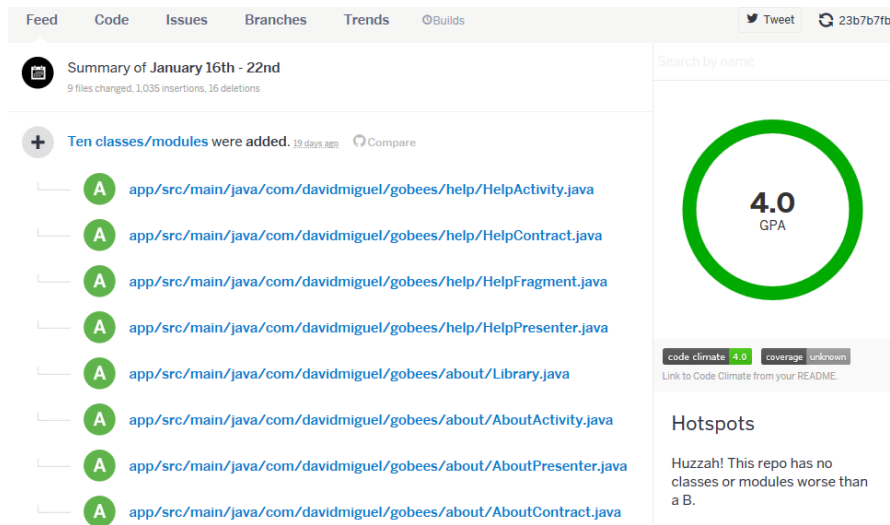 Feed Code Issues Branches Trends Builds Tweet 23b7b7fb
Summary of January 16th - 22nd
9 files changed, 1,035 insertions, 16 deletions
Search by name
Ten classes/modules were added. 19 days ago Compare
A app/src/main/java/com/davidmiguel/gobees/help/HelpActivity.java
A app/src/main/java/com/davidmiguel/gobees/help/HelpContract.java
A app/src/main/java/com/davidmiguel/gobees/help/HelpFragment.java
A app/src/main/java/com/davidmiguel/gobees/help/HelpPresenter.java
A app/src/main/java/com/davidmiguel/gobees/about/Library.java
A app/src/main/java/com/davidmiguel/gobees/about/AboutActivity.java
A app/src/main/java/com/davidmiguel/gobees/about/AboutPresenter.java
A app/src/main/java/com/davidmiguel/gobees/about/AboutContract.java
4.0
GPA
code climate 4.0 coverage unknown
Link to Code Climate from your README.
Hotspots
Huzzah! This repo has no
classes or modules worse than
a B.